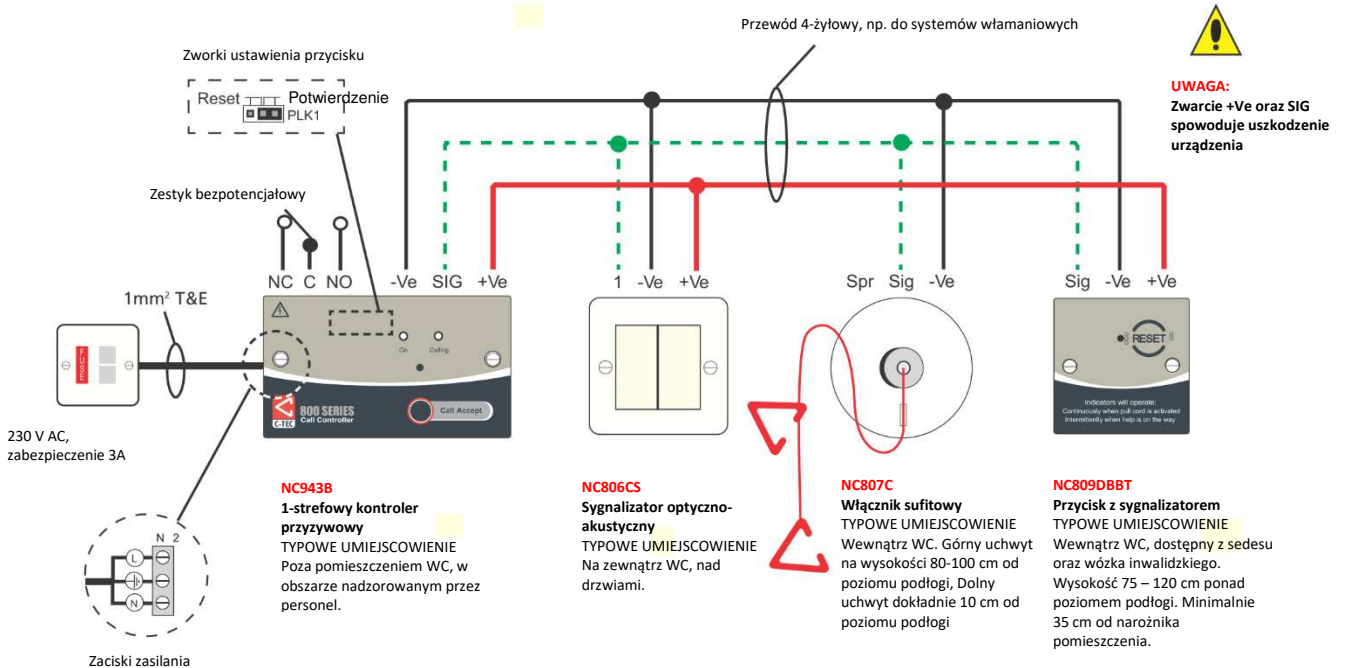 Przewód 4-żyłowy, np. do systemów włamaniowych
Zworki ustawienia przycisku
Reset Potwierdzenie
PLK1
UWAGA:
Zwarcie +Ve oraz SIG
spowoduje uszkodzenie
urządzenia
Zestyk bezpotencjałowy
NC C NO -Ve SIG +Ve
1 -Ve +Ve
Spr Sig -Ve
Sig -Ve +Ve
1mm² T&E
FUSE
On Calling
800 SERIES
Call Controller
C-TEC
Call Accept
RESET
Indicators will operate:
Continuously when pull cord is activated
Intermittently when help is on the way
230 V AC,
zabezpieczenie 3A
NC943B
1-strefowy kontroler
przyzywowy
TYPOWE UMIEJSCOWIENIE
Poza pomieszczeniem WC, w
obszarze nadzorowanym przez
personel.
NC806CS
Sygnalizator optyczno-
akustyczny
TYPOWE UMIEJSCOWIENIE
Na zewnątrz WC, nad
drzwiami.
NC807C
Włącznik sufitowy
TYPOWE UMIEJSCOWIENIE
Wewnątrz WC. Górny uchwyt
na wysokości 80-100 cm od
poziomu podłogi, Dolny
uchwyt dokładnie 10 cm od
poziomu podłogi
NC809DBBT
Przycisk z sygnalizatorem
TYPOWE UMIEJSCOWIENIE
Wewnątrz WC, dostępny z sedesu
oraz wózka inwalidzkiego.
Wysokość 75 – 120 cm ponad
poziomem podłogi. Minimalnie
35 cm od narożnika
pomieszczenia.
N 2
L
N
Zaciski zasilania